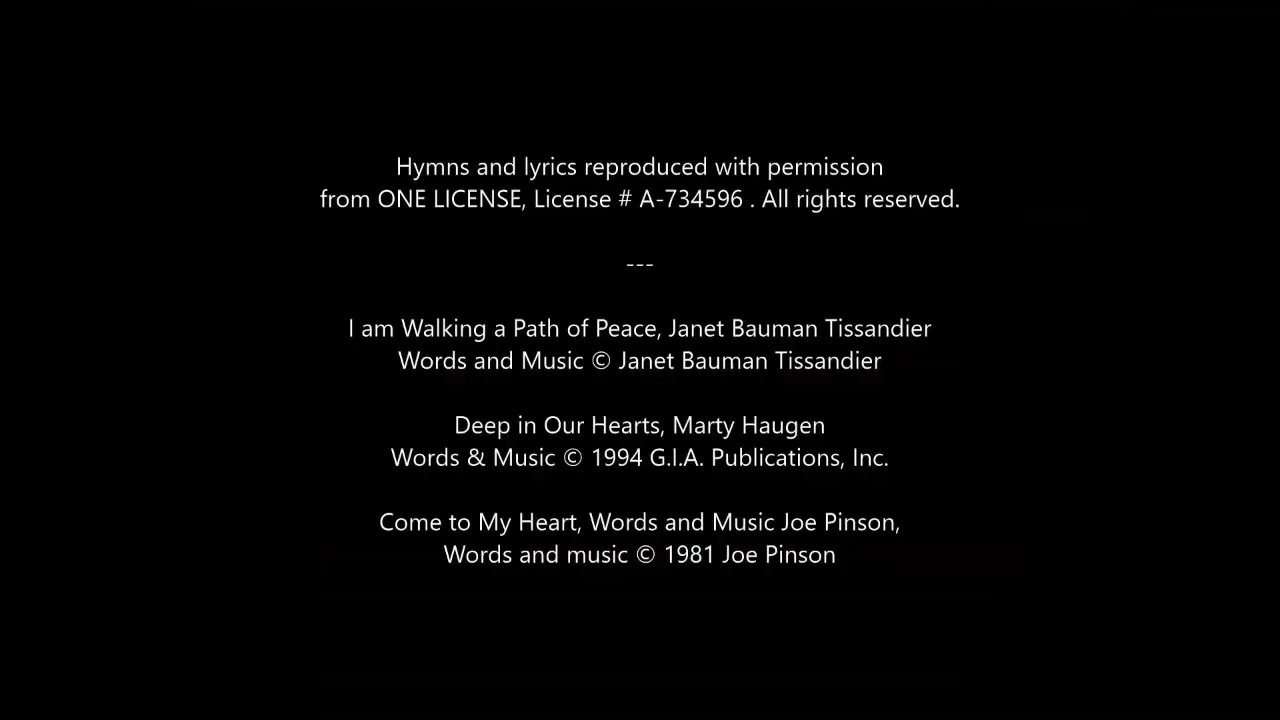 Hymns and lyrics reproduced with permission
from ONE LICENSE, License # A-734596 . All rights reserved.
---
I am Walking a Path of Peace, Janet Bauman Tissandier
Words and Music © Janet Bauman Tissandier
Deep in Our Hearts, Marty Haugen
Words & Music © 1994 G.I.A. Publications, Inc.
Come to My Heart, Words and Music Joe Pinson,
Words and music © 1981 Joe Pinson